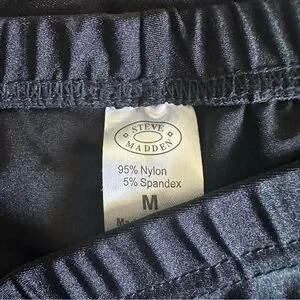 STEVE
MADDEN
95% Nylon
5% Spandex
M